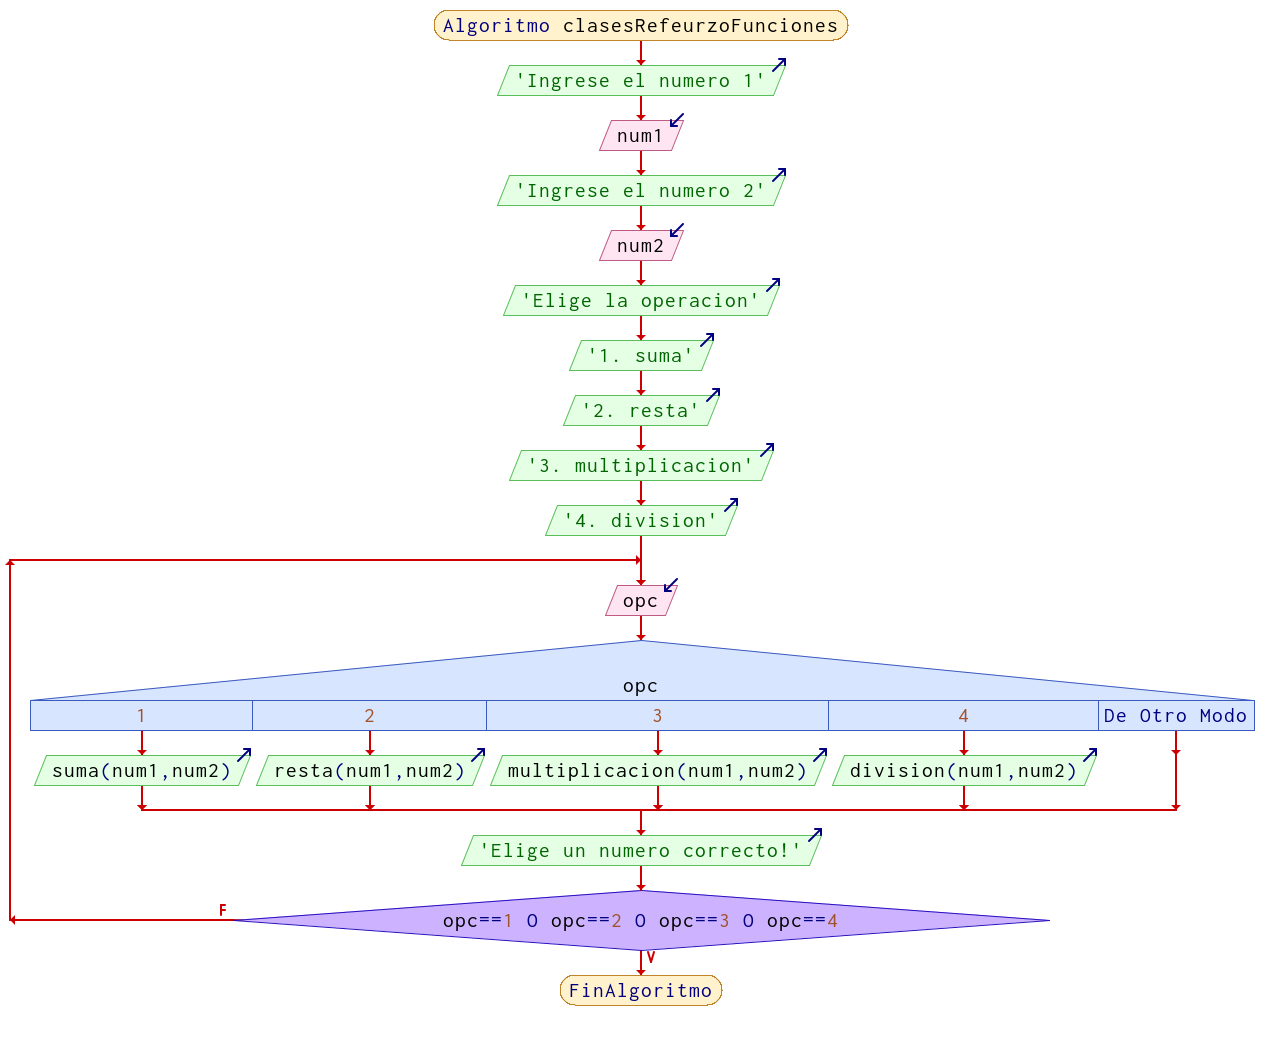 Algoritmo clasesRefeurzoFunciones
'Ingrese el numero 1'
num1
'Ingrese el numero 2'
num2
'Elige la operacion'
'1. suma'
'2. resta'
'3. multiplicacion'
'4. division'
opc
opc
1 2 3 4 De Otro Modo
suma(num1,num2) resta(num1,num2) multiplicacion(num1,num2) division(num1,num2)
'Elige un numero correcto!'
F
opc==1 O opc==2 O opc==3 O opc==4
V
FinAlgoritmo